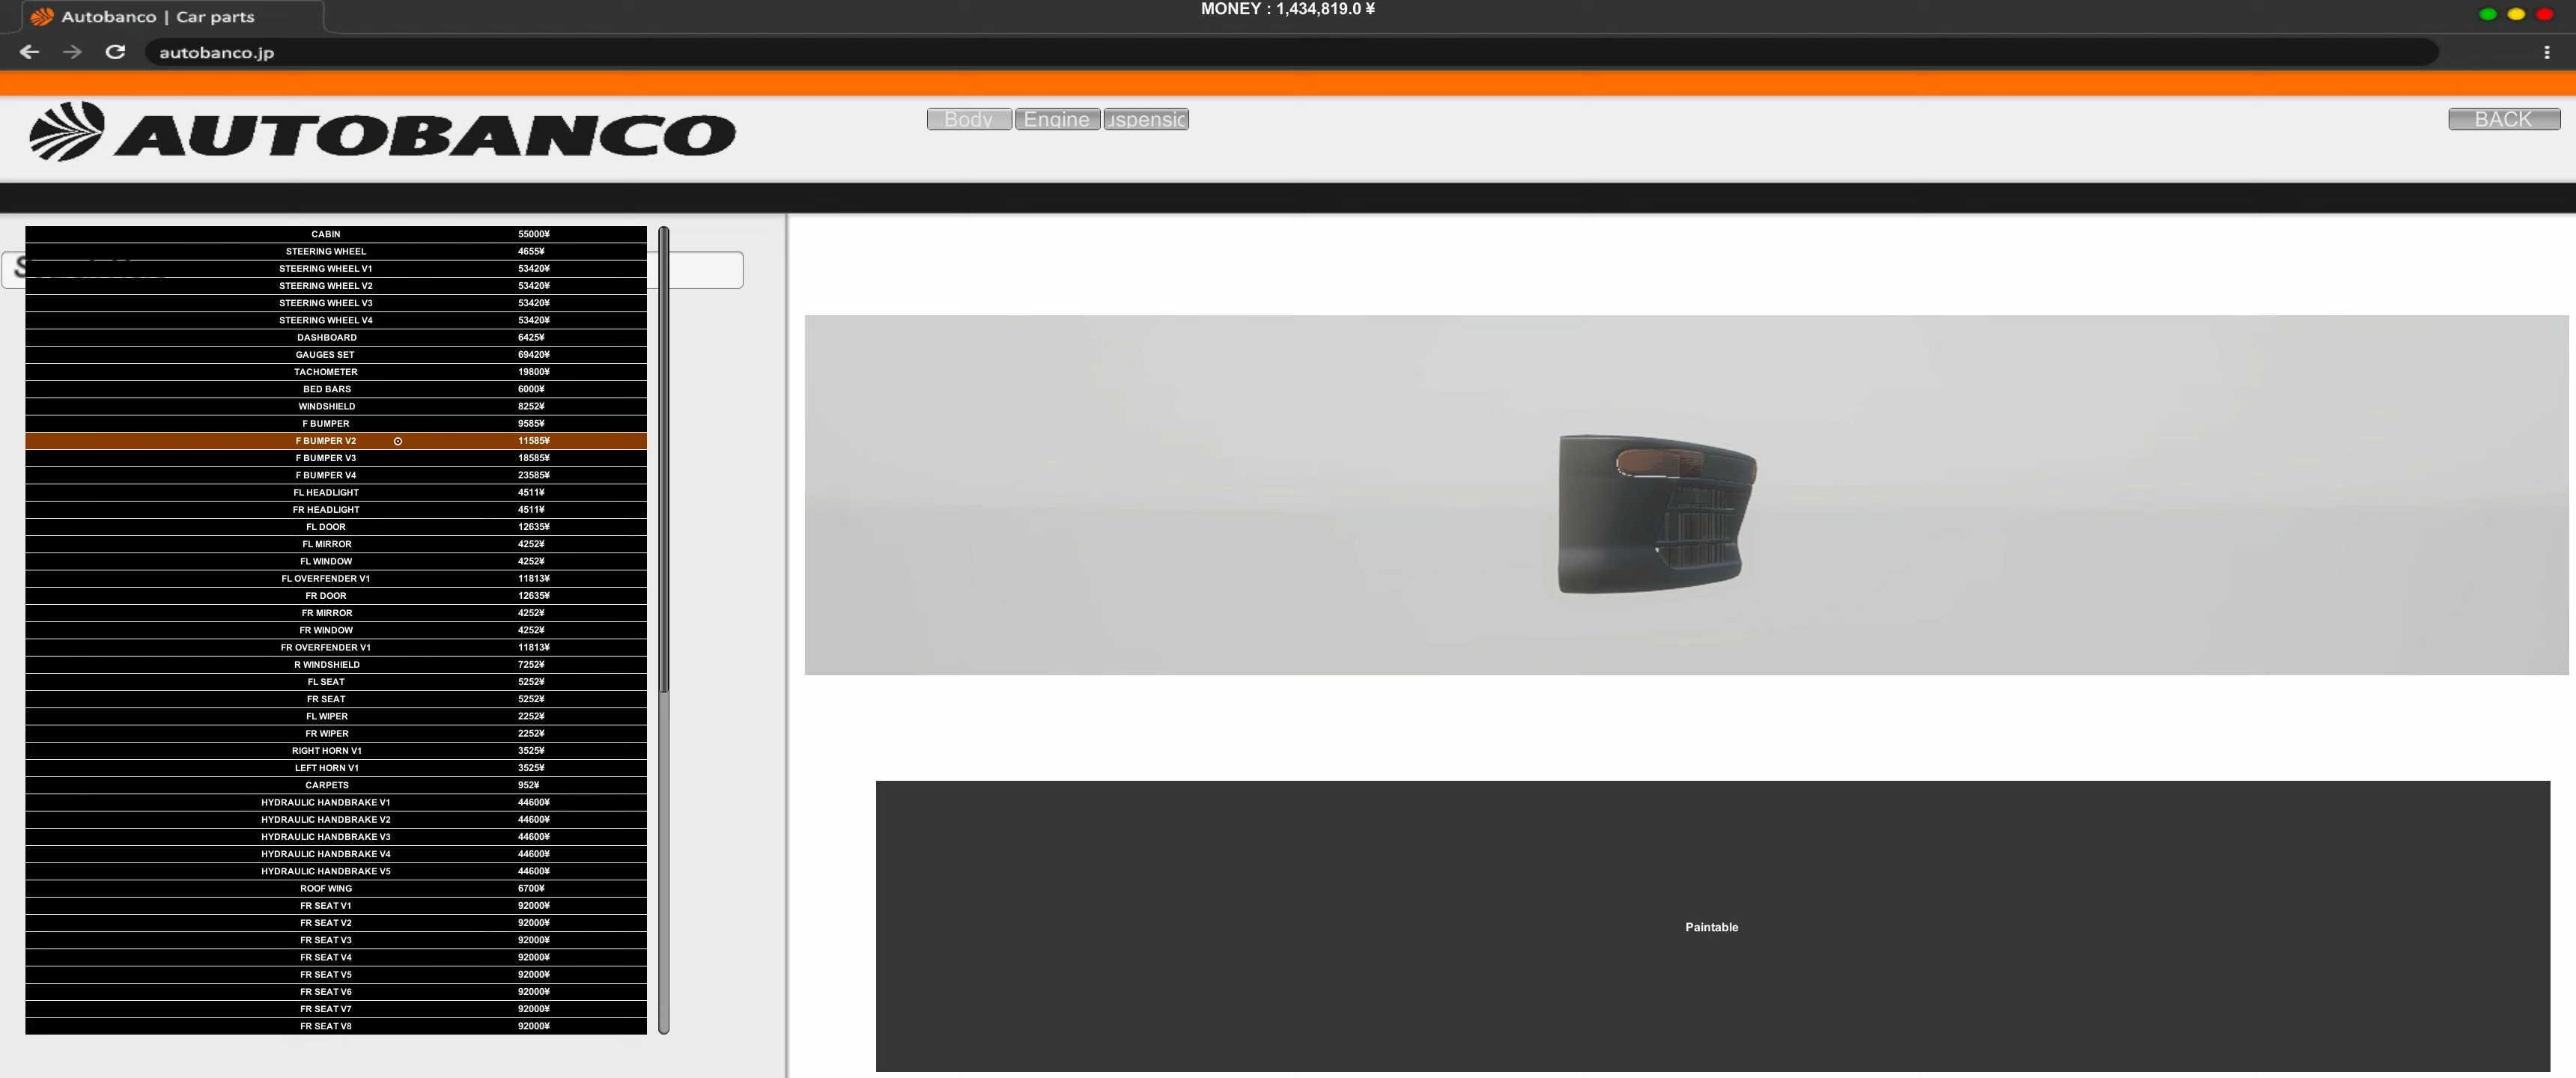 Autobanco | Car parts
MONEY : 1,434,819.0 ¥
autobanco.jp
AUTOBANCO
Body
Engine
uspensic
BACK
CABIN 55000¥
STEERING WHEEL 4655¥
STEERING WHEEL V1 53420¥
STEERING WHEEL V2 53420¥
STEERING WHEEL V3 53420¥
STEERING WHEEL V4 53420¥
DASHBOARD 6425¥
GAUGES SET 69420¥
TACHOMETER 19800¥
BED BARS 6000¥
WINDSHIELD 8252¥
F BUMPER 9585¥
F BUMPER V2 11585¥
F BUMPER V3 18585¥
F BUMPER V4 23585¥
FL HEADLIGHT 4511¥
FR HEADLIGHT 4511¥
FL DOOR 12635¥
FL MIRROR 4252¥
FL WINDOW 4252¥
FL OVERFENDER V1 11813¥
FR DOOR 12635¥
FR MIRROR 4252¥
FR WINDOW 4252¥
FR OVERFENDER V1 11813¥
R WINDSHIELD 7252¥
FL SEAT 5252¥
FR SEAT 5252¥
FL WIPER 2252¥
FR WIPER 2252¥
RIGHT HORN V1 3525¥
LEFT HORN V1 3525¥
CARPETS 952¥
HYDRAULIC HANDBRAKE V1 44600¥
HYDRAULIC HANDBRAKE V2 44600¥
HYDRAULIC HANDBRAKE V3 44600¥
HYDRAULIC HANDBRAKE V4 44600¥
HYDRAULIC HANDBRAKE V5 44600¥
ROOF WING 6700¥
FR SEAT V1 92000¥
FR SEAT V2 92000¥
FR SEAT V3 92000¥
FR SEAT V4 92000¥
FR SEAT V5 92000¥
FR SEAT V6 92000¥
FR SEAT V7 92000¥
FR SEAT V8 92000¥
Paintable